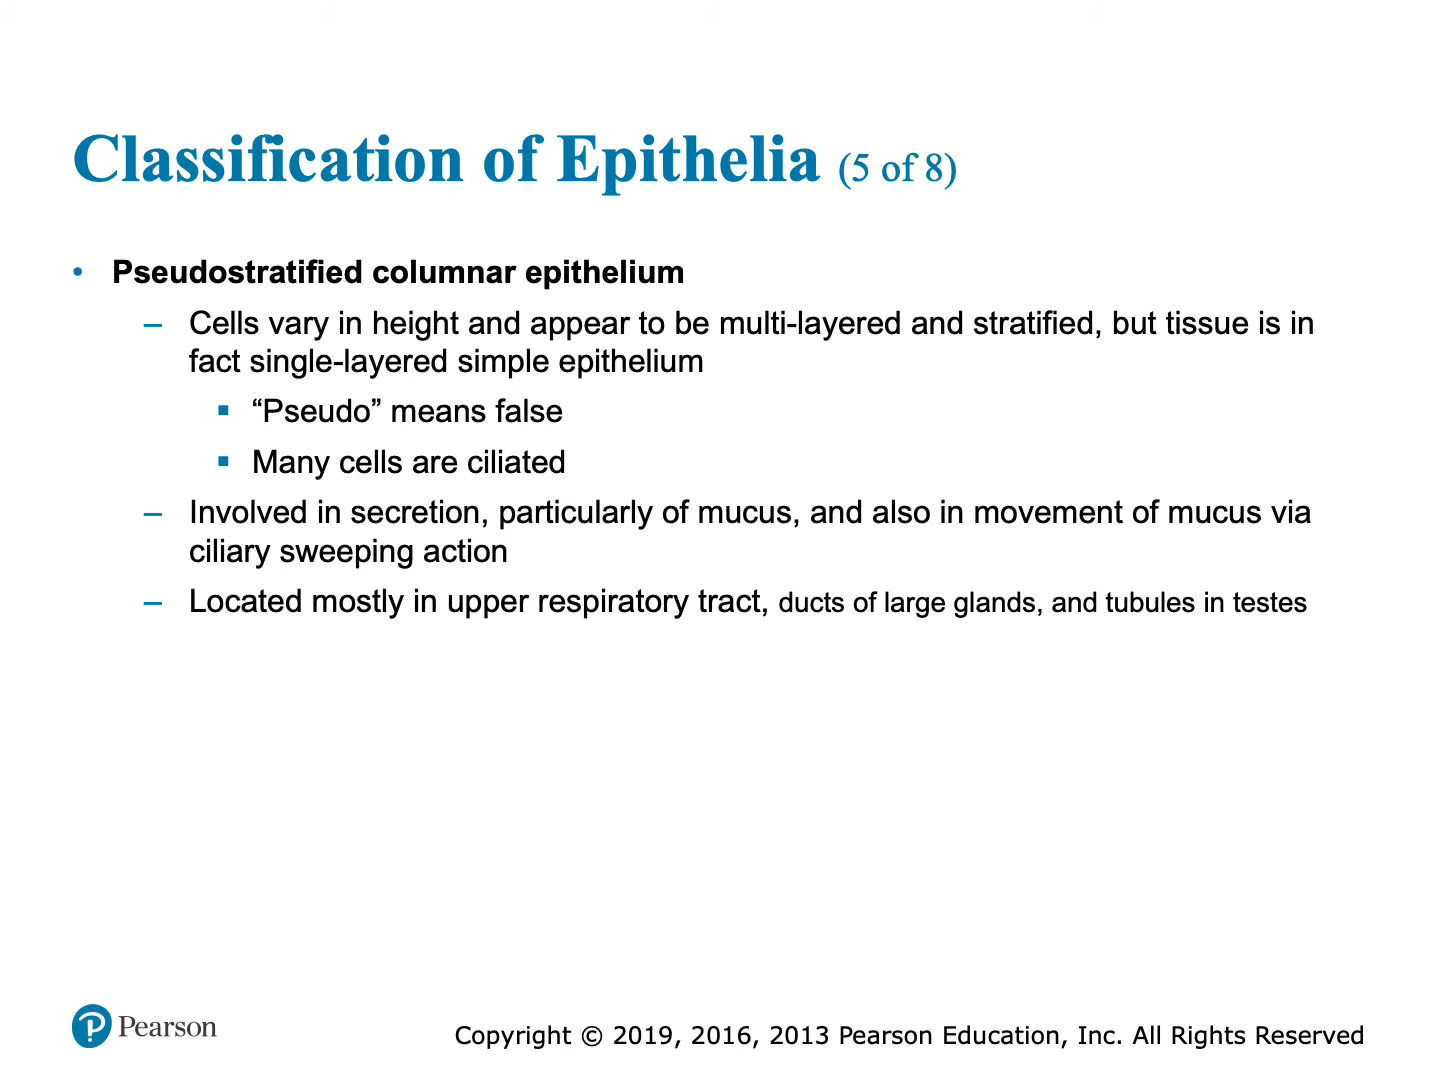 Classification of Epithelia (5 of 8)
• Pseudostratified columnar epithelium
– Cells vary in height and appear to be multi-layered and stratified, but tissue is in
fact single-layered simple epithelium
▪ “Pseudo” means false
▪ Many cells are ciliated
– Involved in secretion, particularly of mucus, and also in movement of mucus via
ciliary sweeping action
– Located mostly in upper respiratory tract, ducts of large glands, and tubules in testes
Pearson
Copyright © 2019, 2016, 2013 Pearson Education, Inc. All Rights Reserved